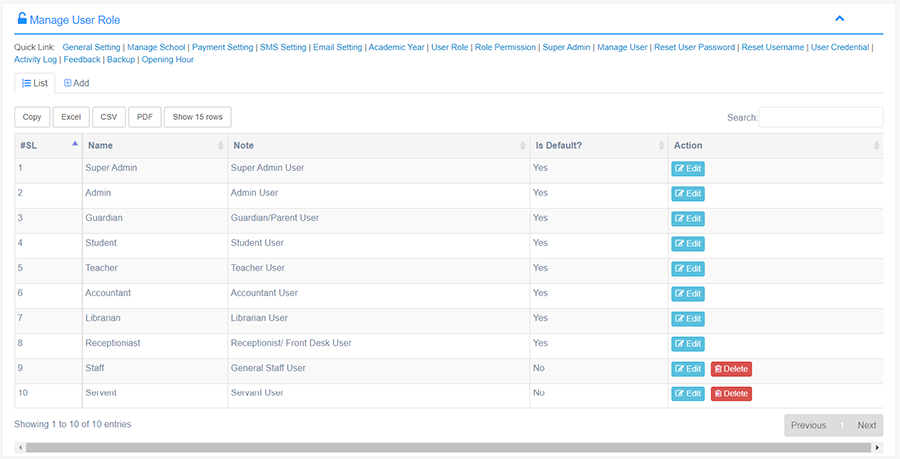 Manage User Role
Quick Link: General Setting | Manage School | Payment Setting | SMS Setting | Email Setting | Academic Year | User Role | Role Permission | Super Admin | Manage User | Reset User Password | Reset Username | User Credential |
Activity Log | Feedback | Backup | Opening Hour
List Add
Copy Excel CSV PDF Show 15 rows Search:
#SL Name Note Is Default? Action
1 Super Admin Super Admin User Yes Edit
2 Admin Admin User Yes Edit
3 Guardian Guardian/Parent User Yes Edit
4 Student Student User Yes Edit
5 Teacher Teacher User Yes Edit
6 Accountant Accountant User Yes Edit
7 Librarian Librarian User Yes Edit
8 Receptioniast Receptionist/ Front Desk User Yes Edit
9 Staff General Staff User No Edit Delete
10 Servent Servant User No Edit Delete
Showing 1 to 10 of 10 entries Previous 1 Next